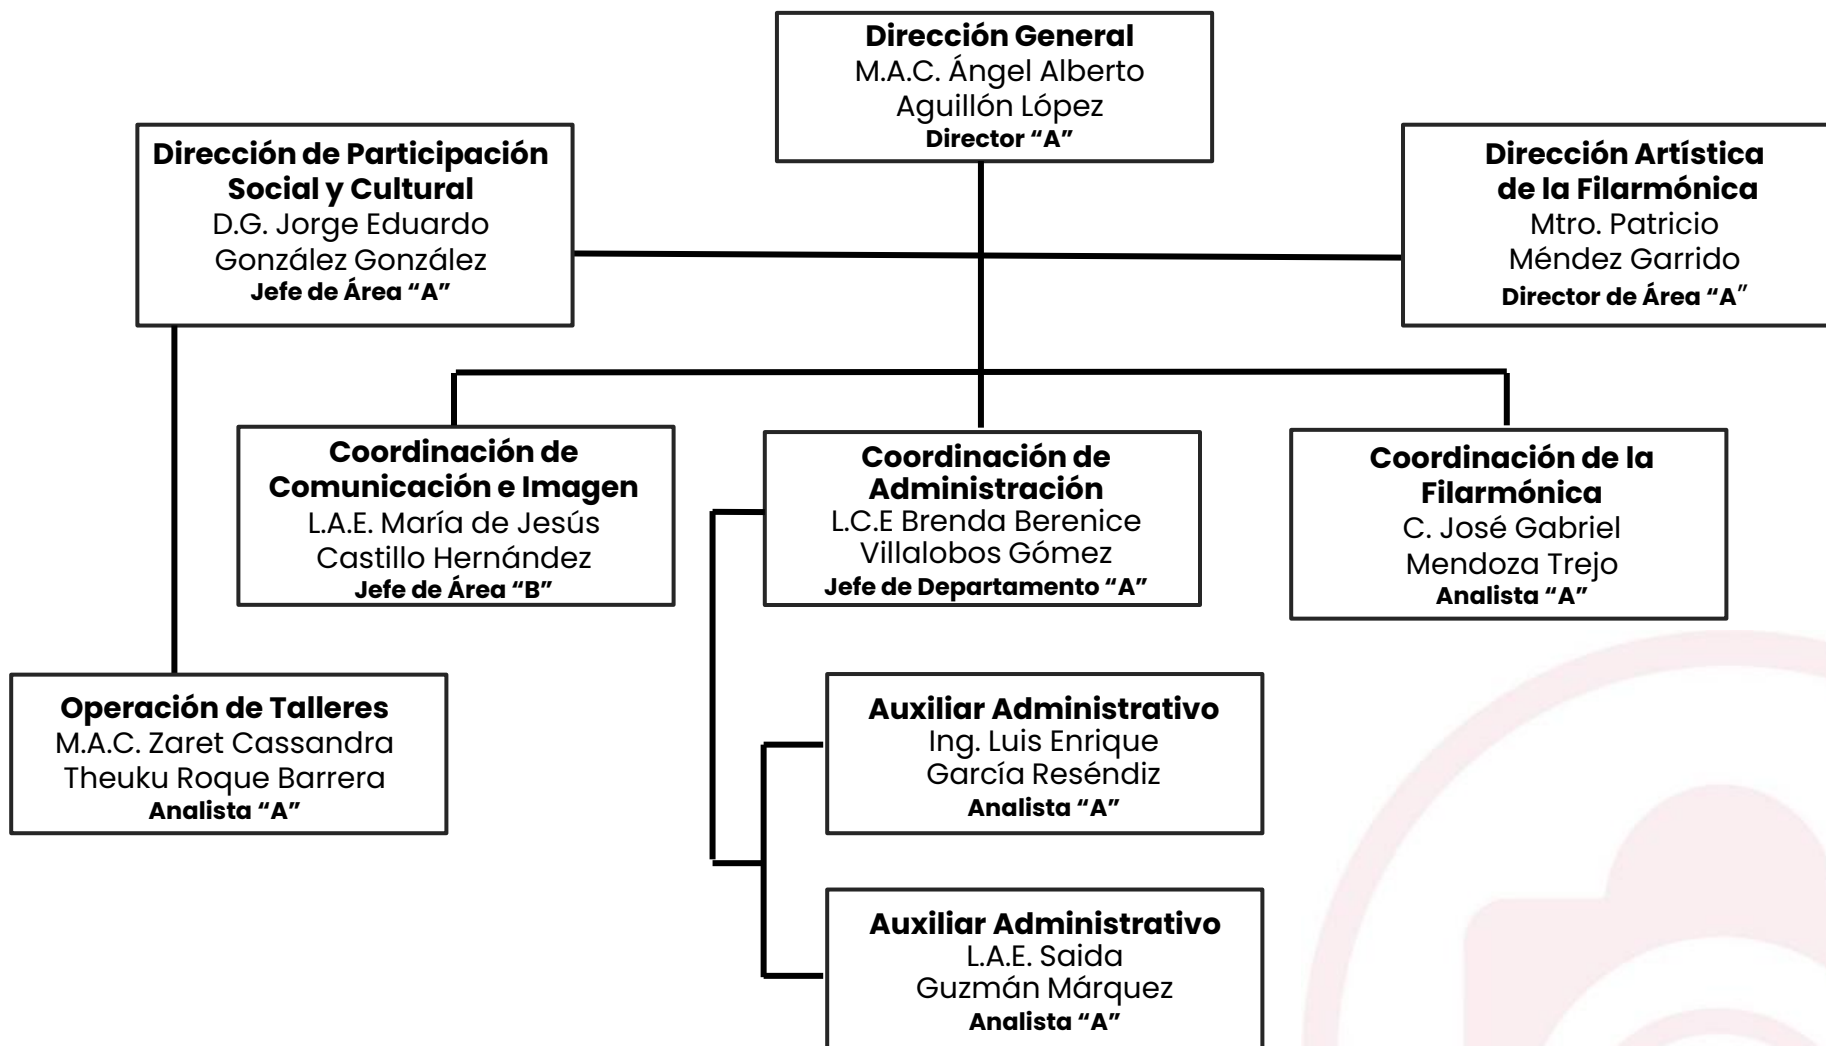 Dirección General
M.A.C. Ángel Alberto
Aguillón López
Director “A”
Dirección de Participación
Social y Cultural
D.G. Jorge Eduardo
González González
Jefe de Área “A”
Dirección Artística
de la Filarmónica
Mtro. Patricio
Méndez Garrido
Director de Área “A”
Coordinación de
Comunicación e Imagen
L.A.E. María de Jesús
Castillo Hernández
Jefe de Área “B”
Coordinación de
Administración
L.C.E Brenda Berenice
Villalobos Gómez
Jefe de Departamento “A”
Coordinación de la
Filarmónica
C. José Gabriel
Mendoza Trejo
Analista “A”
Operación de Talleres
M.A.C. Zaret Cassandra
Theuku Roque Barrera
Analista “A”
Auxiliar Administrativo
Ing. Luis Enrique
García Reséndiz
Analista “A”
Auxiliar Administrativo
L.A.E. Saida
Guzmán Márquez
Analista “A”